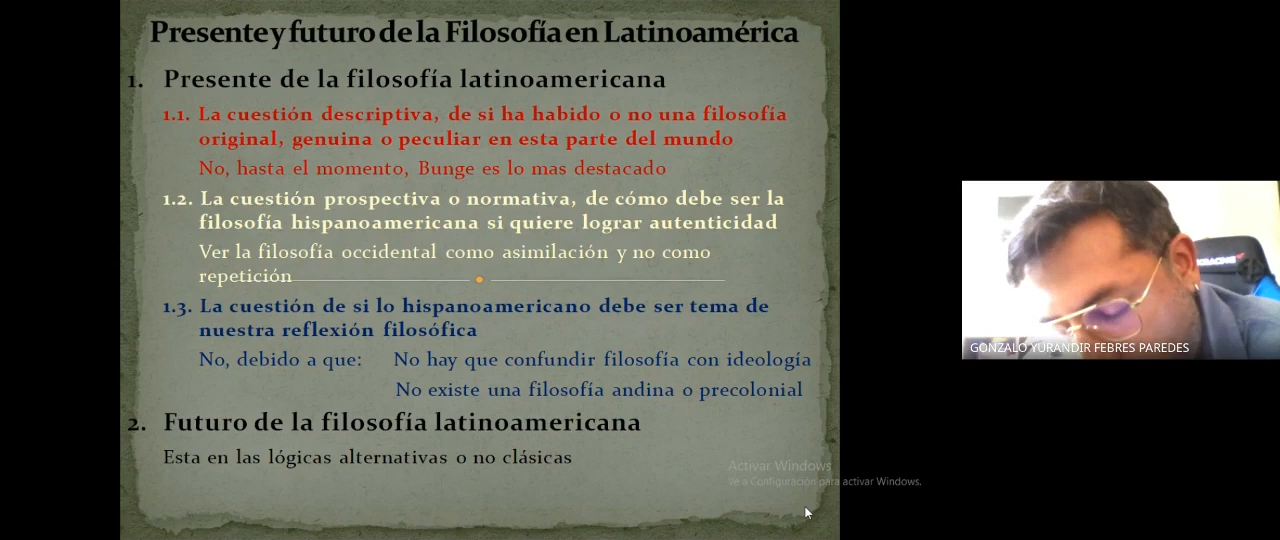 Presente y futuro de la Filosofía en Latinoamérica
1. Presente de la filosofía latinoamericana
1.1. La cuestión descriptiva, de si ha habido o no una filosofía
original, genuina o peculiar en esta parte del mundo
No, hasta el momento, Bunge es lo mas destacado
1.2. La cuestión prospectiva o normativa, de cómo debe ser la
filosofía hispanoamericana si quiere lograr autenticidad
Ver la filosofía occidental como asimilación y no como
repetición
1.3. La cuestión de si lo hispanoamericano debe ser tema de
nuestra reflexión filosófica
No, debido a que: No hay que confundir filosofía con ideología
No existe una filosofía andina o precolonial
2. Futuro de la filosofía latinoamericana
Esta en las lógicas alternativas o no clásicas
Activar Windows
Ve a Configuración para activar Windows.
GONZALO YURANDIR FEBRES PAREDES